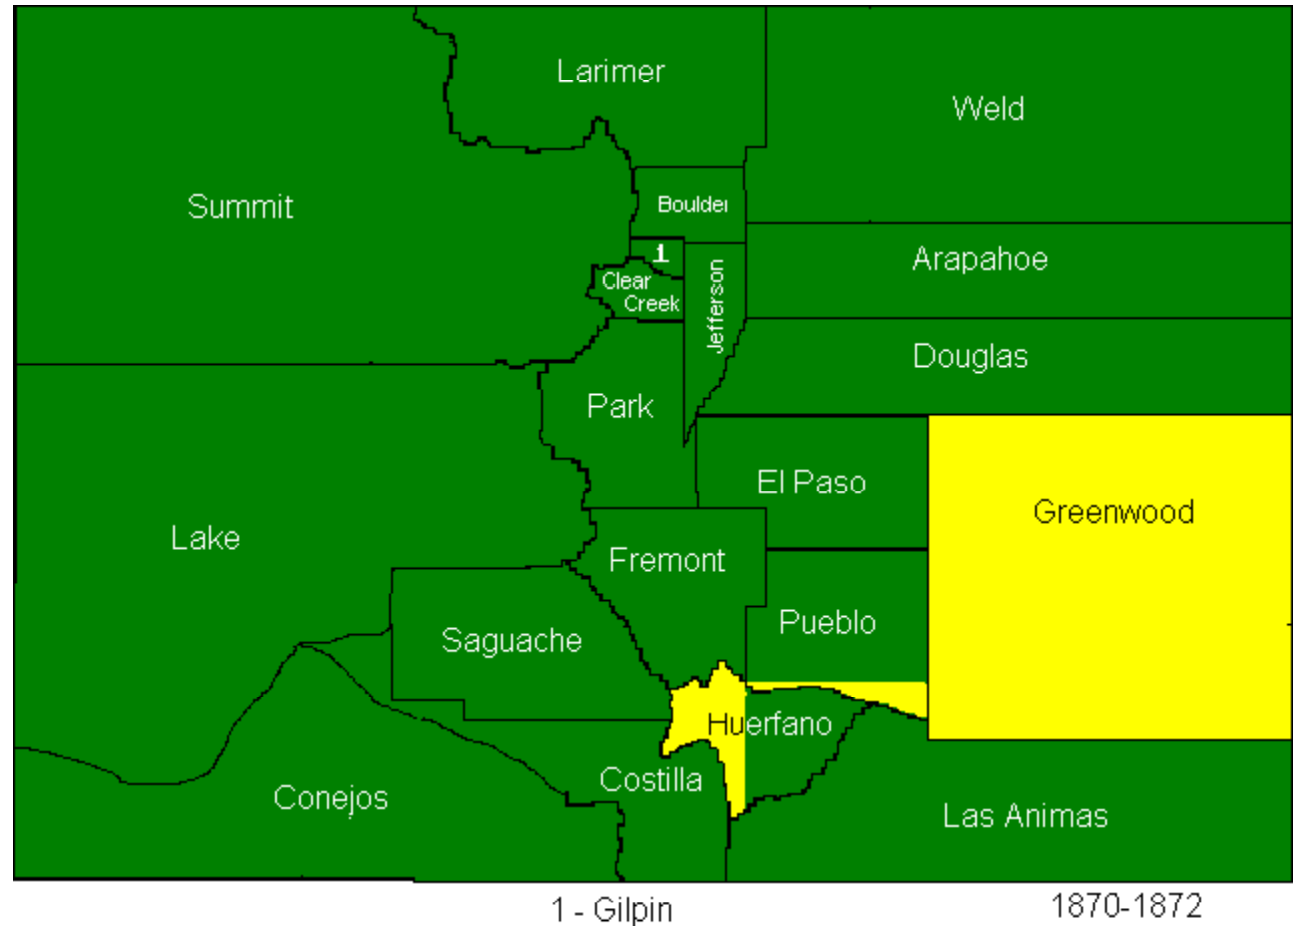 Larimer
Weld
Summit
Boulder
1
Arapahoe
Clear
Creek
Jefferson
Douglas
Park
El Paso
Greenwood
Lake
Fremont
Pueblo
Saguache
Huerfano
Costilla
Conejos
Las Animas
1 - Gilpin
1870-1872